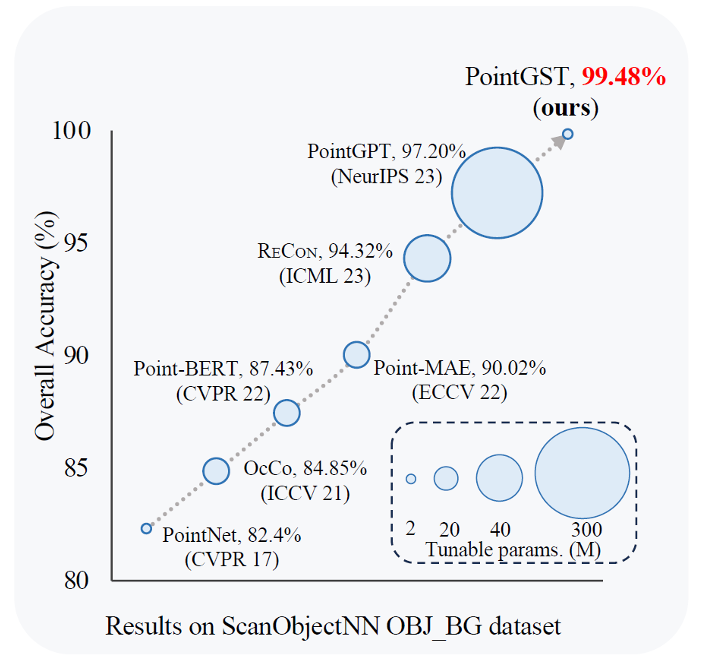 PointGST, 99.48%
(ours)
100
PointGPT, 97.20%
(NeurIPS 23)
95
RECON, 94.32%
(ICML 23)
Overall Accuracy (%)
90
Point-BERT, 87.43%
(CVPR 22)
Point-MAE, 90.02%
(ECCV 22)
85
OcCo, 84.85%
(ICCV 21)
PointNet, 82.4%
(CVPR 17)
2 20 40 300
Tunable params. (M)
80
Results on ScanObjectNN OBJ_BG dataset